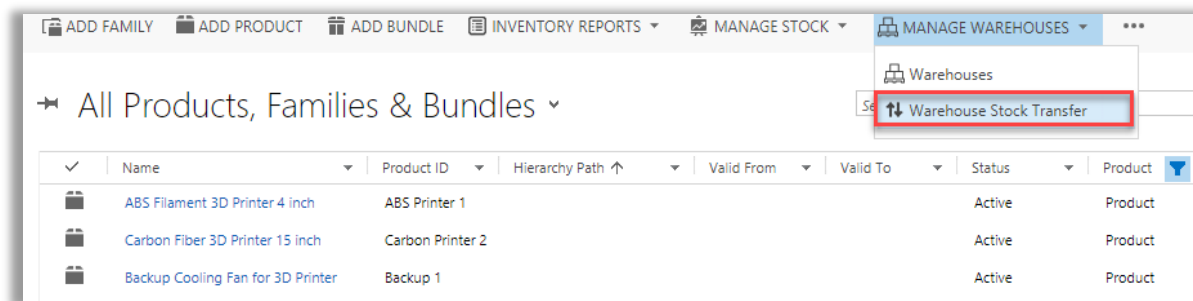 ADD FAMILY ADD PRODUCT ADD BUNDLE INVENTORY REPORTS MANAGE STOCK MANAGE WAREHOUSES •••
Warehouses
All Products, Families & Bundles
Se
Warehouse Stock Transfer
Name Product ID Hierarchy Path ↑ Valid From Valid To Status Product
ABS Filament 3D Printer 4 inch ABS Printer 1 Active Product
Carbon Fiber 3D Printer 15 inch Carbon Printer 2 Active Product
Backup Cooling Fan for 3D Printer Backup 1 Active Product